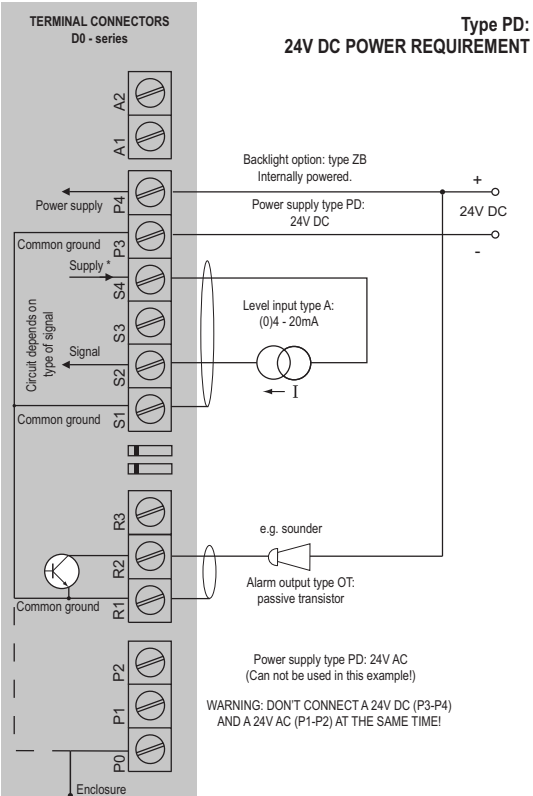 TERMINAL CONNECTORS
D0 - series
Type PD:
24V DC POWER REQUIREMENT
A2
A1
Backlight option: type ZB
Internally powered.
+
P4
Power supply
Power supply type PD:
24V DC
24V DC
P3
Common ground
-
Supply *
S4
Level input type A:
(0)4 - 20mA
S3
Circuit depends on
type of signal
Signal
S2
I
Common ground
S1
R3
e.g. sounder
R2
Alarm output type OT:
passive transistor
Common ground
R1
P2
Power supply type PD: 24V AC
(Can not be used in this example!)
P1
WARNING: DON'T CONNECT A 24V DC (P3-P4)
AND A 24V AC (P1-P2) AT THE SAME TIME!
P0
Enclosure